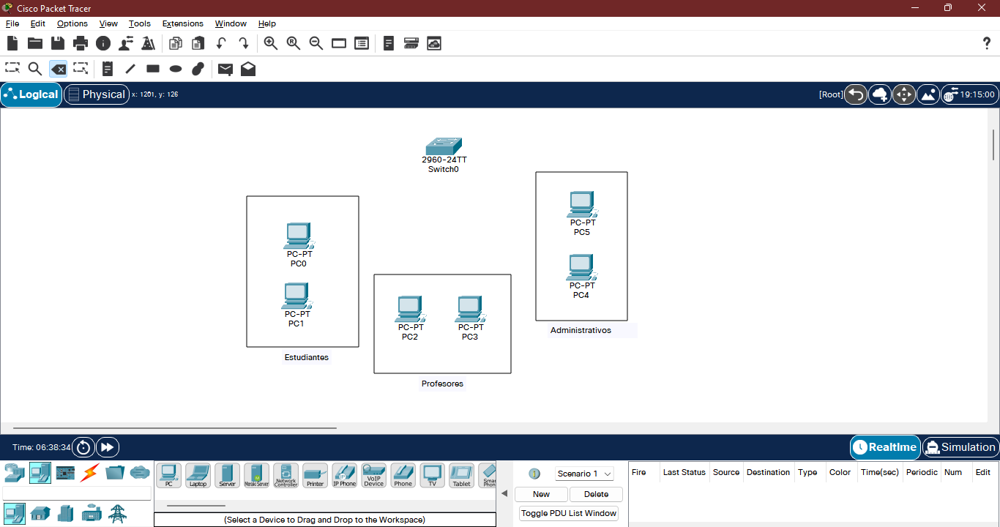 Cisco Packet Tracer
File Edit Options View Tools Extensions Window Help
Logical Physical x: 1201, y: 126 [Root] 19:15:00
2960-24TT
Switch0
PC-PT
PC5
PC-PT
PC4
Administrativos
PC-PT
PC0
PC-PT
PC1
Estudiantes
PC-PT
PC2
PC-PT
PC3
Profesores
Time: 06:38:34 Realtime Simulation
PC Laptop Server Meraki Server Network Controller Printer IP Phone VoIP Device Phone TV Tablet Smart Phon
(Select a Device to Drag and Drop to the Workspace)
Scenario 1
New Delete
Toggle PDU List Window
Fire Last Status Source Destination Type Color Time(sec) Periodic Num Edit